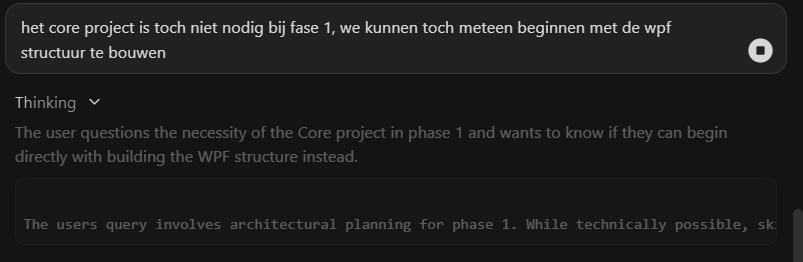 het core project is toch niet nodig bij fase 1, we kunnen toch meteen beginnen met de wpf
structuur te bouwen
Thinking
The user questions the necessity of the Core project in phase 1 and wants to know if they can begin
directly with building the WPF structure instead.
The users query involves architectural planning for phase 1. While technically possible,